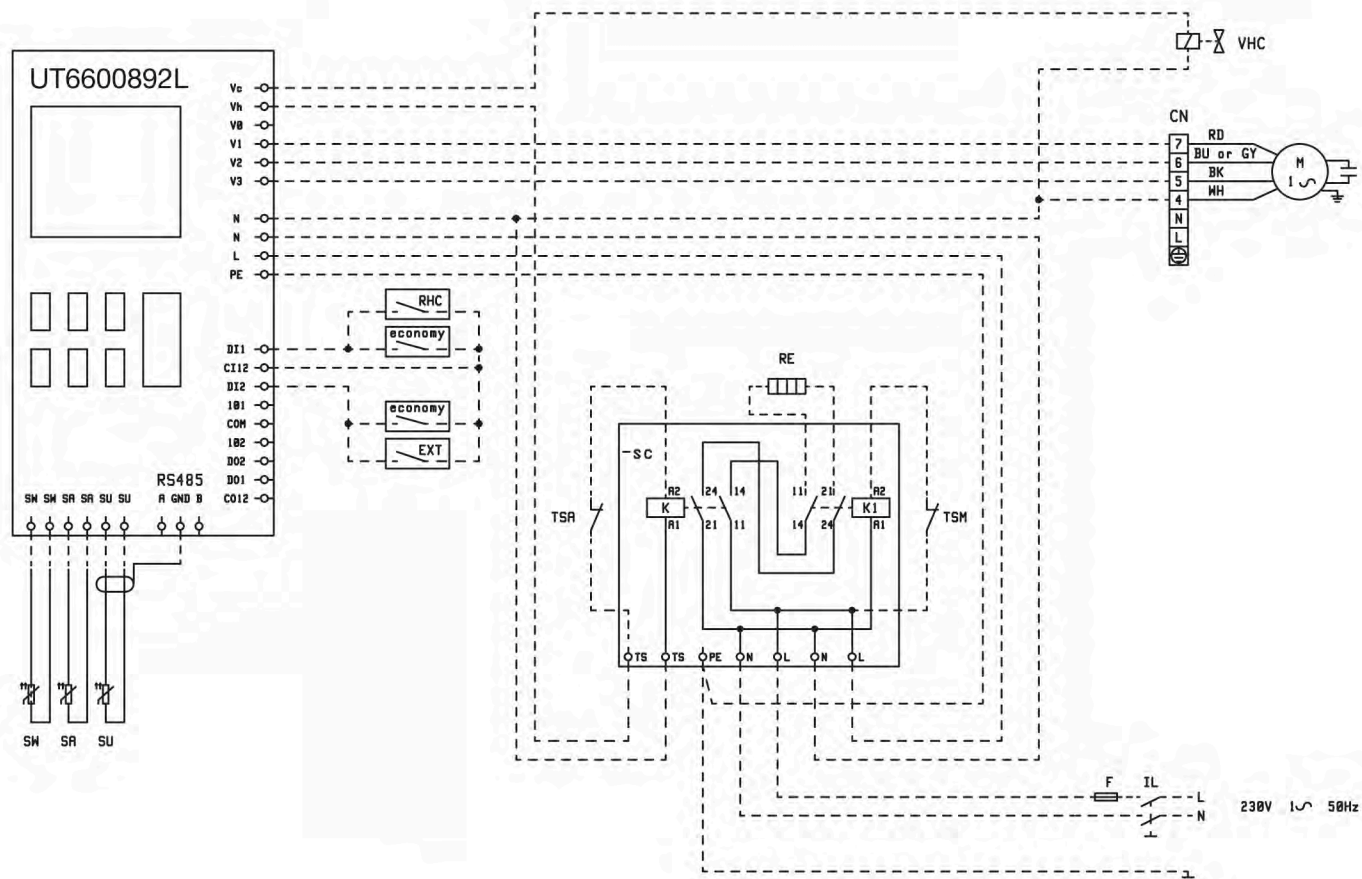 VHC
UT6600892L
Vc
Vh
V0
V1
V2
V3
N
N
L
PE
CN
7 RD
6 BU or GY
5 BK
4 WH
N
L
M
1
RHC
economy
DI1
CI12
DI2
101
COM
102
DO2
DO1
CO12
economy
EXT
RE
RS485
SW SW SA SA SU SU A GND B
-SC
A2 24 14 11 21 A2
K K1
A1 21 11 14 24 A1
TSA
TSM
TS TS PE N L N L
SW SA SU
F IL L
N
230V 1 50Hz